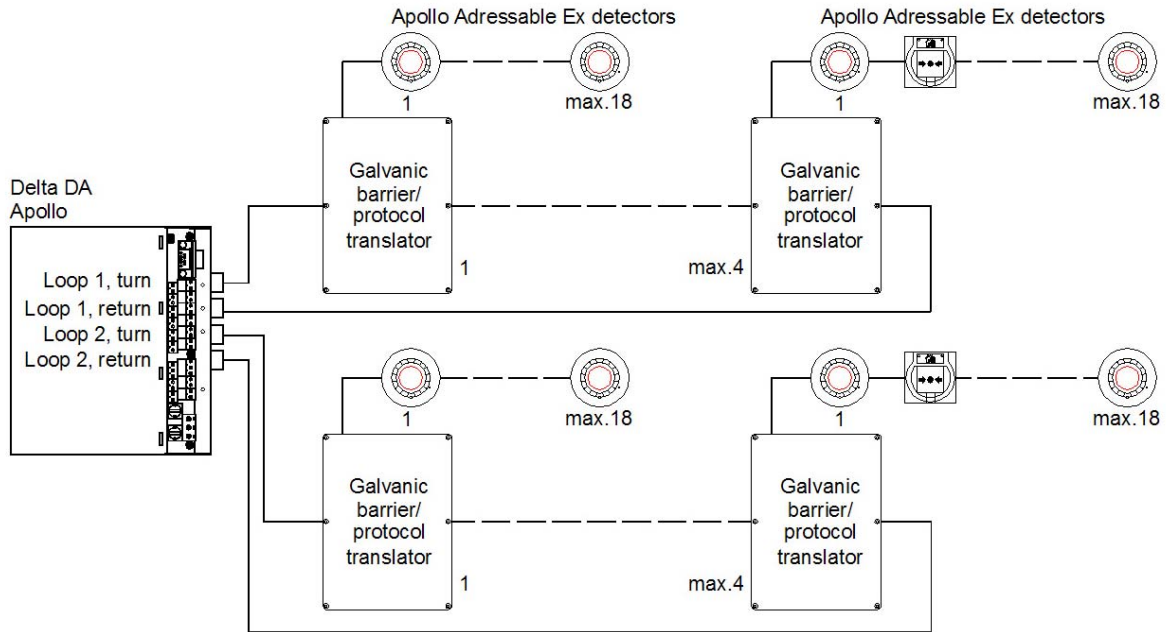 Apollo Adressable Ex detectors
Apollo Adressable Ex detectors
1
max.18
1
max.18
Galvanic
barrier/
protocol
translator
1
Galvanic
barrier/
protocol
translator
max.4
Delta DA
Apollo
Loop 1, turn
Loop 1, return
Loop 2, turn
Loop 2, return
1
max.18
1
max.18
Galvanic
barrier/
protocol
translator
1
Galvanic
barrier/
protocol
translator
max.4